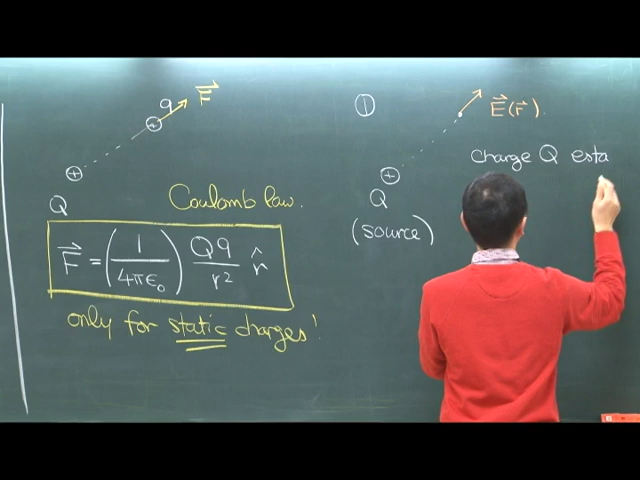 q F⃗
+
+
Q
Coulomb law.
F⃗ = (1/4πε₀) Qq/r² r̂
only for static charges!
①
E⃗(r⃗).
+
Q
(source)
charge Q esta